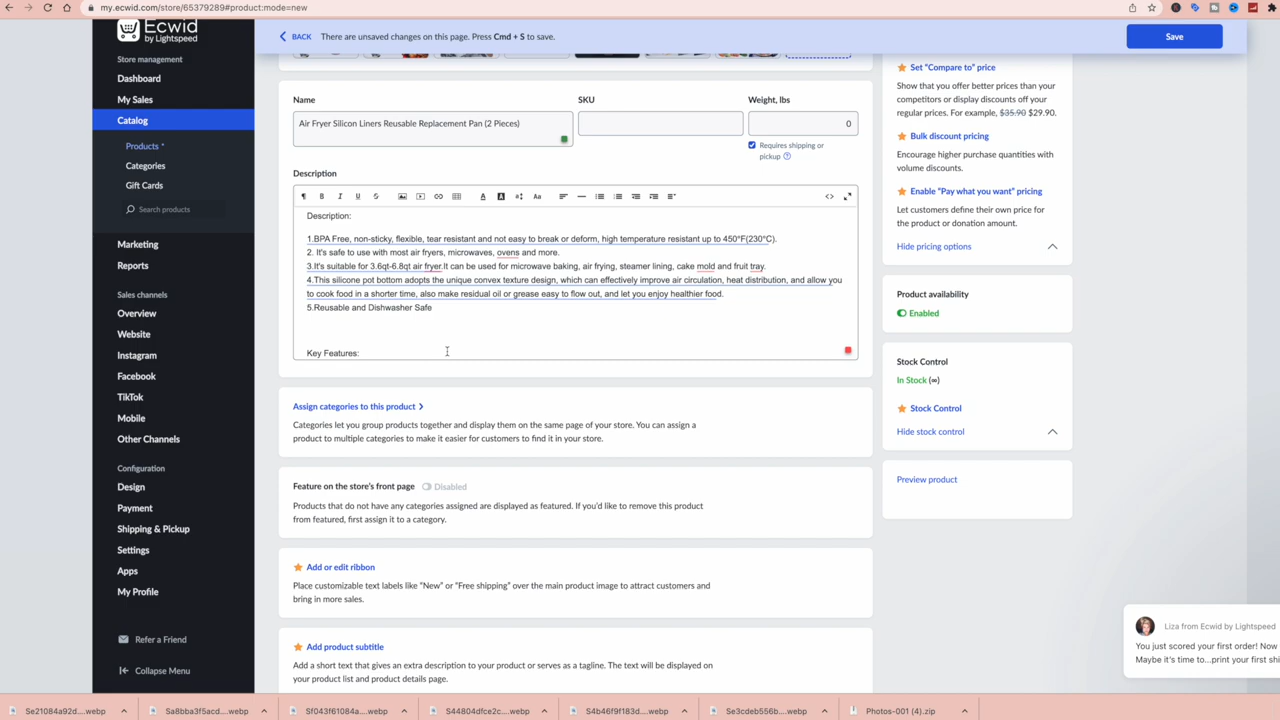 my.ecwid.com/store/65379289#product:mode=new
Ecwid
by Lightspeed
BACK
There are unsaved changes on this page. Press Cmd + S to save.
Save
Store management
Dashboard
My Sales
Catalog
Products
Categories
Gift Cards
Search products
Marketing
Reports
Sales channels
Overview
Website
Instagram
Facebook
TikTok
Mobile
Other Channels
Configuration
Design
Payment
Shipping & Pickup
Settings
Apps
My Profile
Refer a Friend
Collapse Menu
Name
SKU
Weight, lbs
Air Fryer Silicon Liners Reusable Replacement Pan (2 Pieces)
0
Requires shipping or
pickup
Description
Description:
1.BPA Free, non-sticky, flexible, tear resistant and not easy to break or deform, high temperature resistant up to 450°F(230°C).
2. It's safe to use with most air fryers, microwaves, ovens and more.
3.It's suitable for 3.6qt-6.8qt air fryer.It can be used for microwave baking, air frying, steamer lining, cake mold and fruit tray.
4.This silicone pot bottom adopts the unique convex texture design, which can effectively improve air circulation, heat distribution, and allow you
to cook food in a shorter time, also make residual oil or grease easy to flow out, and let you enjoy healthier food.
5.Reusable and Dishwasher Safe
Key Features:
Assign categories to this product
Categories let you group products together and display them on the same page of your store. You can assign a
product to multiple categories to make it easier for customers to find it in your store.
Feature on the store's front page
Disabled
Products that do not have any categories assigned are displayed as featured. If you'd like to remove this product
from featured, first assign it to a category.
Add or edit ribbon
Place customizable text labels like "New" or "Free shipping" over the main product image to attract customers and
bring in more sales.
Add product subtitle
Add a short text that gives an extra description to your product or serves as a tagline. The text will be displayed on
your product list and product details page.
Set "Compare to" price
Show that you offer better prices than your
competitors or display discounts off your
regular prices. For example, $35.90 $29.90.
Bulk discount pricing
Encourage higher purchase quantities with
volume discounts.
Enable "Pay what you want" pricing
Let customers define their own price for
the product or donation amount.
Hide pricing options
Product availability
Enabled
Stock Control
In Stock (∞)
Stock Control
Hide stock control
Preview product
Liza from Ecwid by Lightspeed
You just scored your first order! Now
Maybe it's time to...print your first shi
Se21084a92d....webp
Sa8bba3f5acd....webp
Sf043f61084a....webp
S44804dfce2c....webp
S4b46f9f183d....webp
Se3cdeb556b....webp
Photos-001 (4).zip